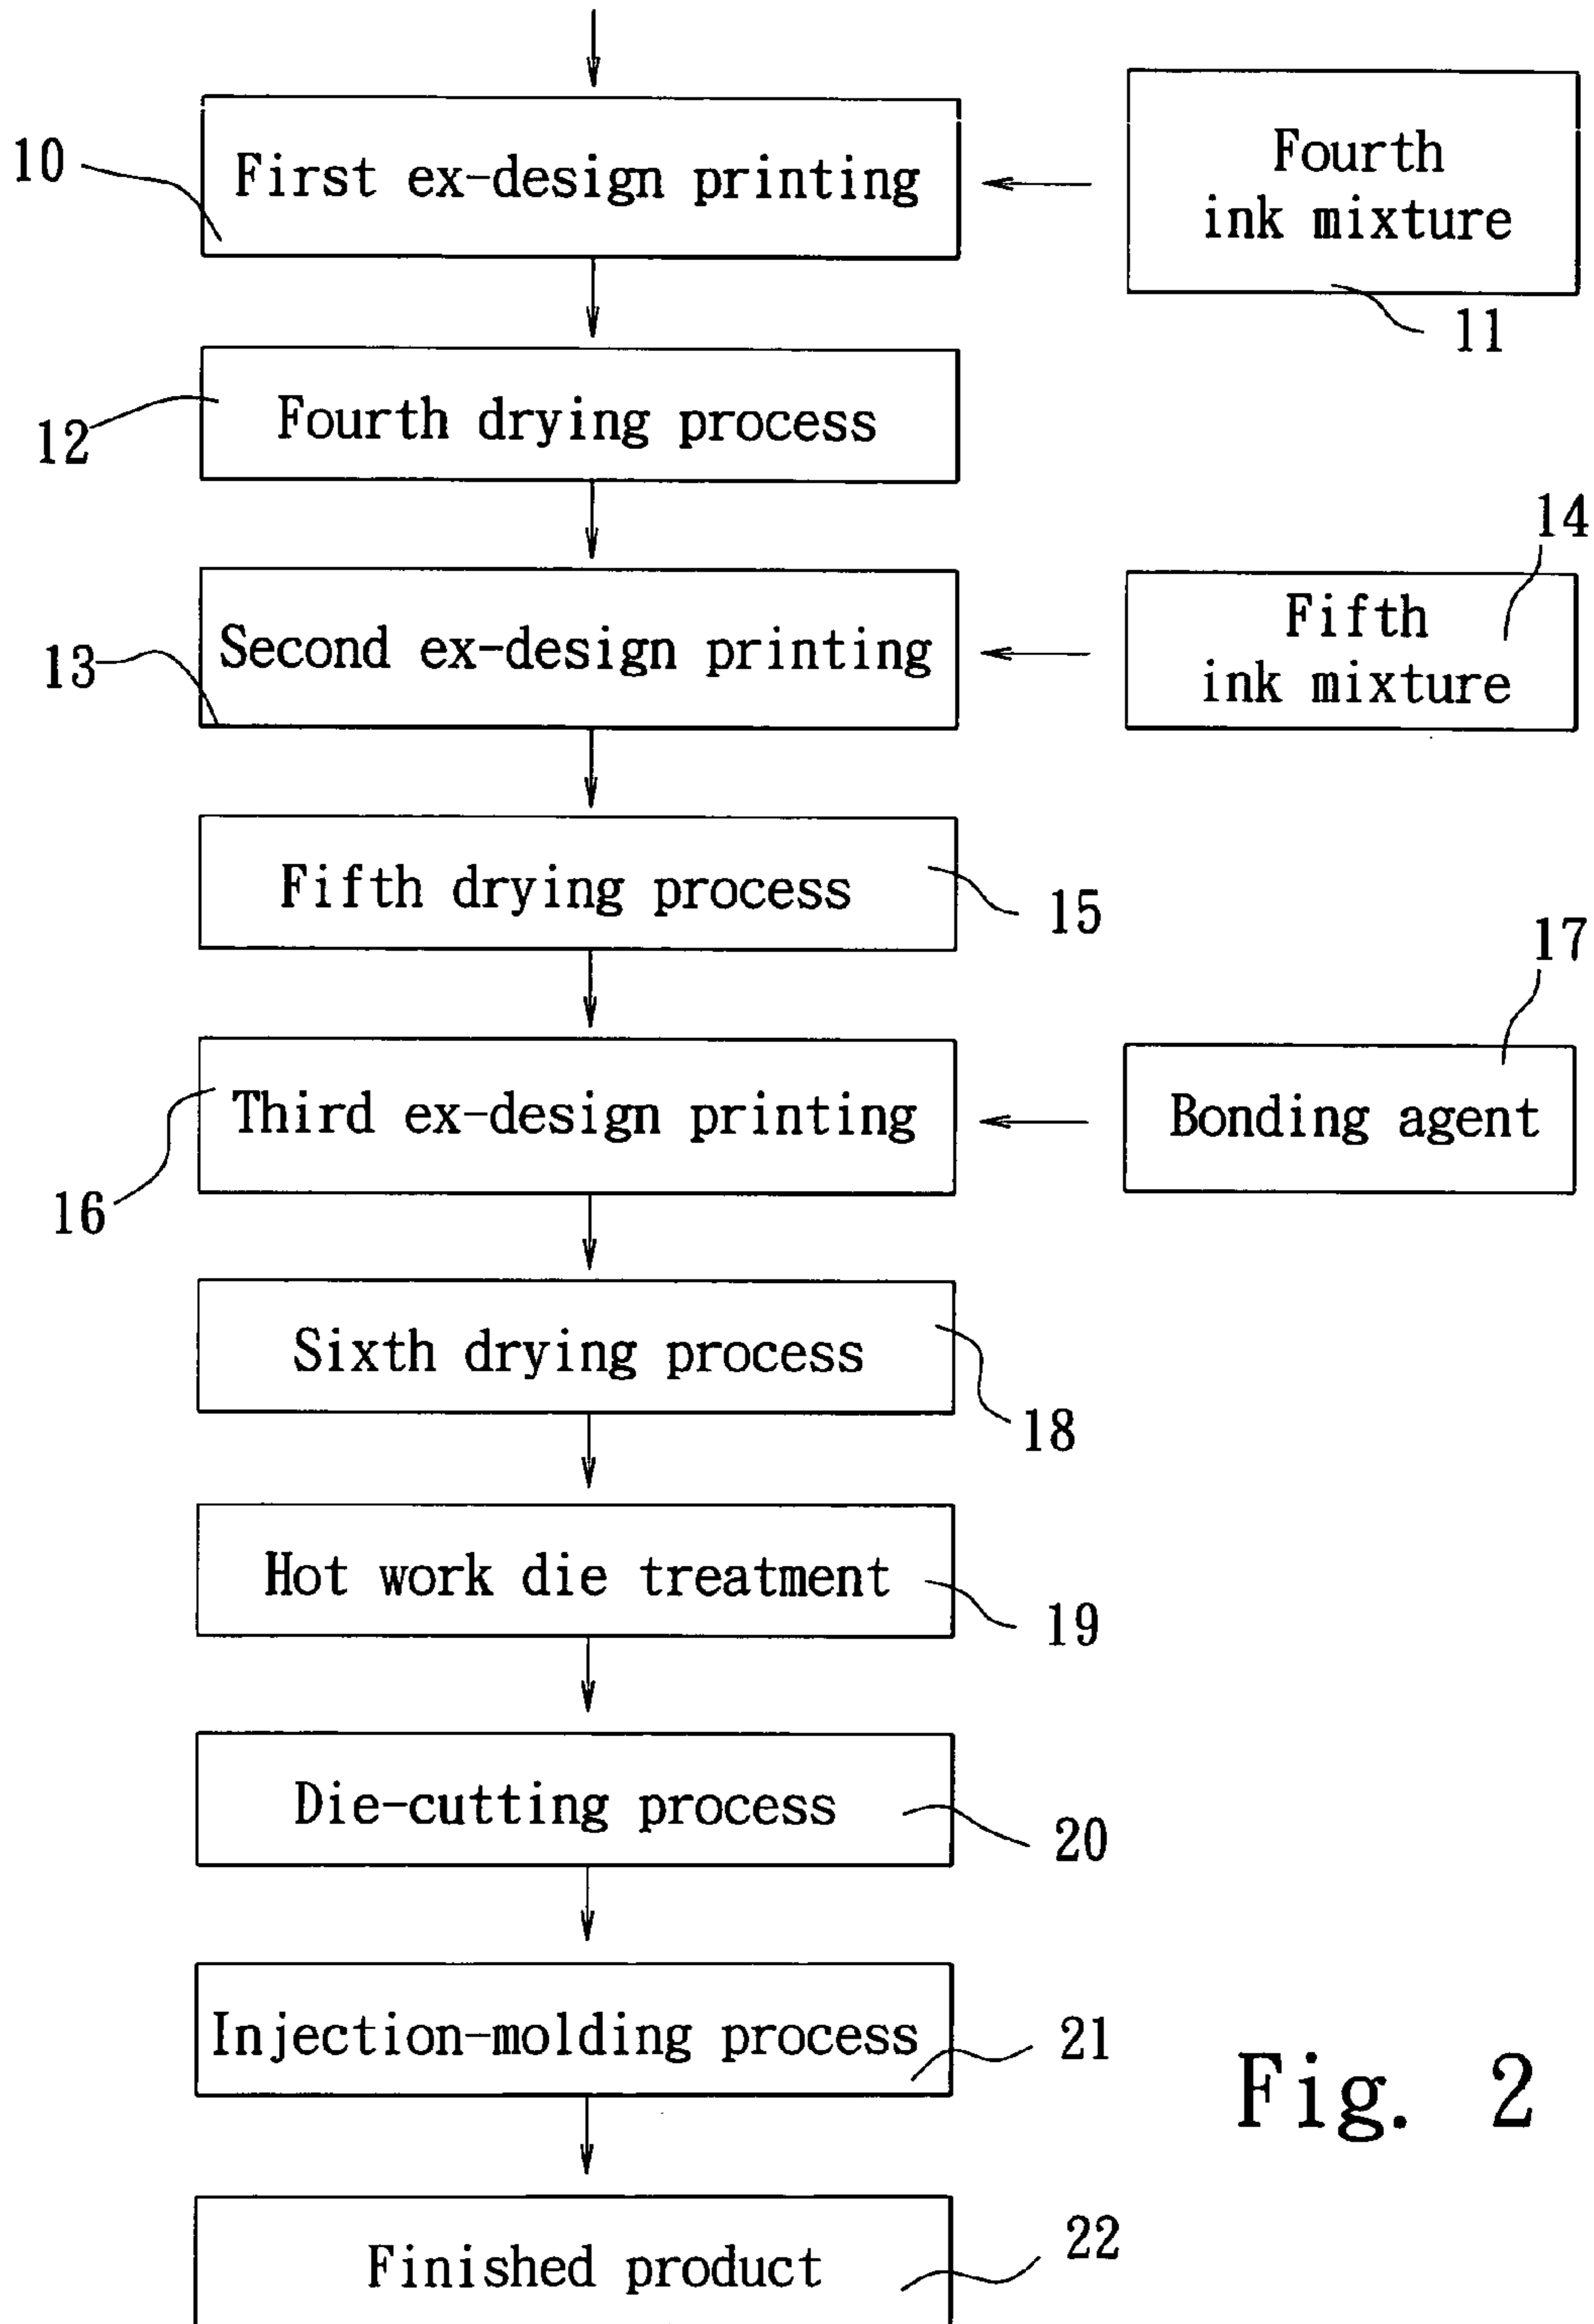 10
First ex-design printing
Fourth
ink mixture
11
12
Fourth drying process
14
13
Second ex-design printing
Fifth
ink mixture
Fifth drying process
15
17
16
Third ex-design printing
Bonding agent
Sixth drying process
18
Hot work die treatment
19
Die-cutting process
20
Injection-molding process
21
Finished product
22
Fig. 2